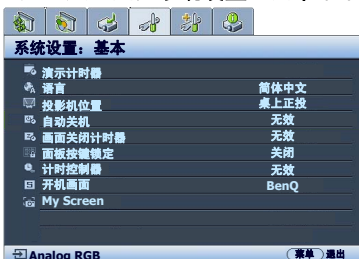 系统设置：基本
演示计时器
语言 简体中文
投影机位置 桌上正投
自动关机 无效
画面关闭计时器 无效
面板按键锁定 关闭
计时控制器 无效
开机画面 BenQ
My Screen
Analog RGB 菜单 退出